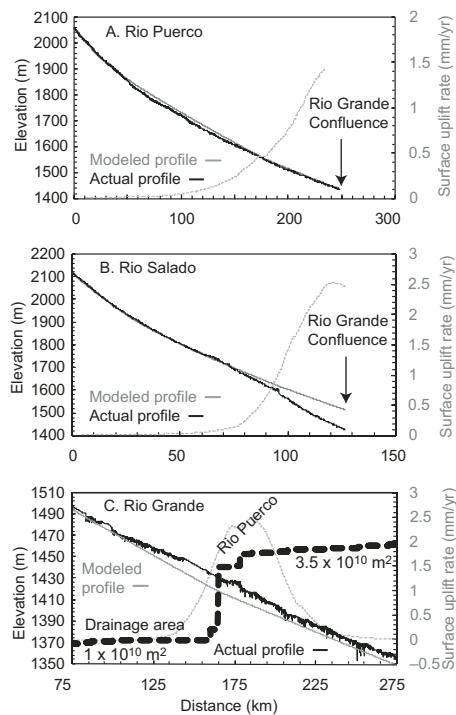 A. Rio Puerco
Elevation (m)
2100
2000
1900
1800
1700
1600
1500
1400
Modeled profile
Actual profile
Rio Grande
Confluence
2
1.5
1
0.5
0
Surface uplift rate (mm/yr)
0
100
200
300
B. Rio Salado
Elevation (m)
2200
2100
2000
1900
1800
1700
1600
1500
1400
Modeled profile
Actual profile
Rio Grande
Confluence
3
2.5
2
1.5
1
0.5
0
Surface uplift rate (mm/yr)
0
50
100
150
C. Rio Grande
Elevation (m)
1510
1490
1470
1450
1430
1410
1390
1370
1350
Rio Puerco
Modeled
profile
3.5 x 10¹⁰ m²
Drainage area
1 x 10¹⁰ m²
Actual profile
3
2.5
2
1.5
1
0.5
0
–0.5
Surface uplift rate (mm/yr)
75
125
175
225
275
Distance (km)